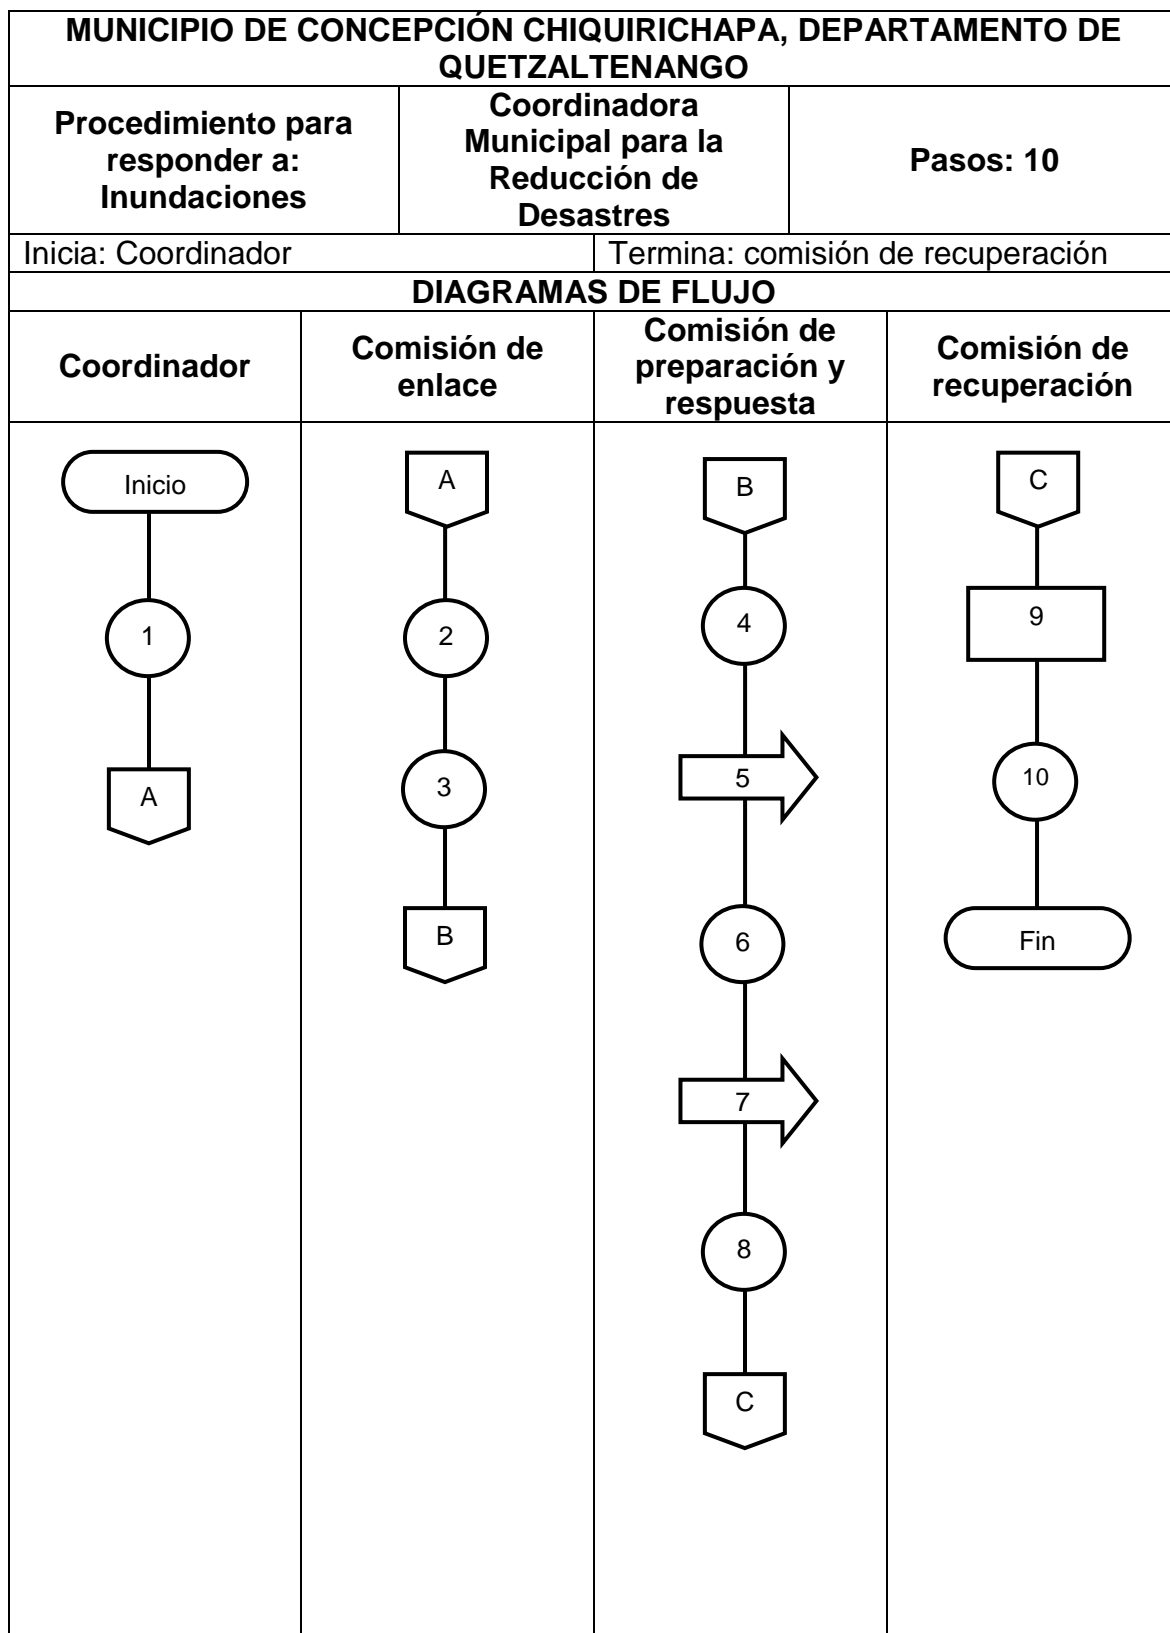 MUNICIPIO DE CONCEPCIÓN CHIQUIRICHAPA, DEPARTAMENTO DE
QUETZALTENANGO
Procedimiento para
responder a:
Inundaciones
Coordinadora
Municipal para la
Reducción de
Desastres
Pasos: 10
Inicia: Coordinador
Termina: comisión de recuperación
DIAGRAMAS DE FLUJO
Coordinador
Comisión de
enlace
Comisión de
preparación y
respuesta
Comisión de
recuperación
Inicio
1
A
A
2
3
B
B
4
5
6
7
8
C
C
9
10
Fin